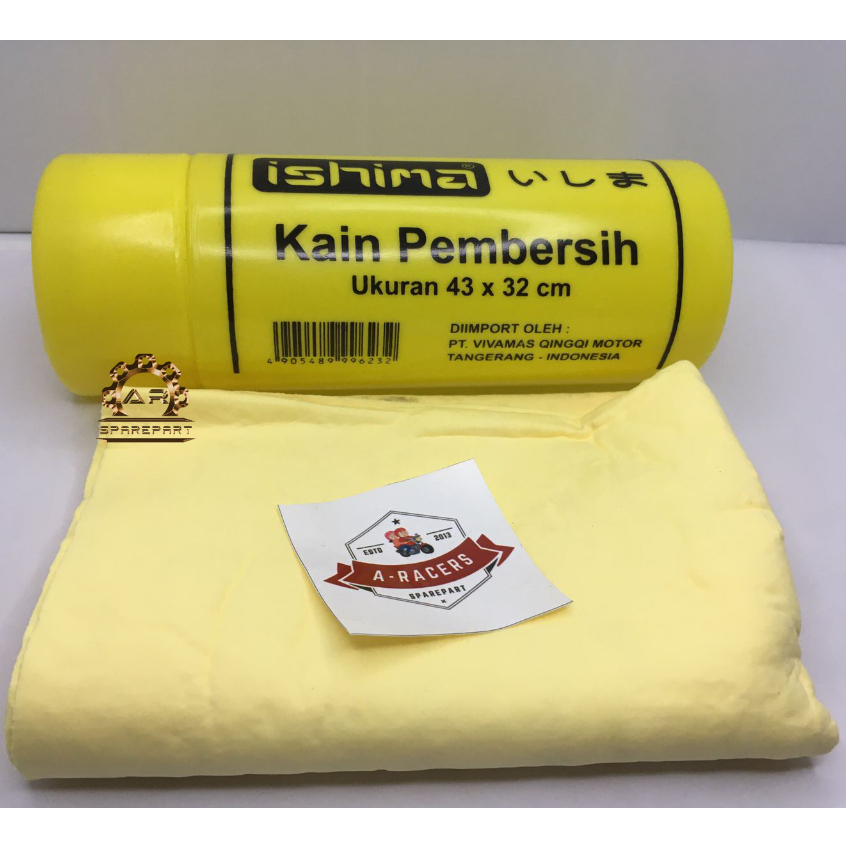 ishima® いしま
Kain Pembersih
Ukuran 43 x 32 cm
4 905489 996232
DIIMPORT OLEH :
PT. VIVAMAS QINGQI MOTOR
TANGERANG - INDONESIA
AR
SPAREPART
ESTD 2013
A-RACERS
SPAREPART